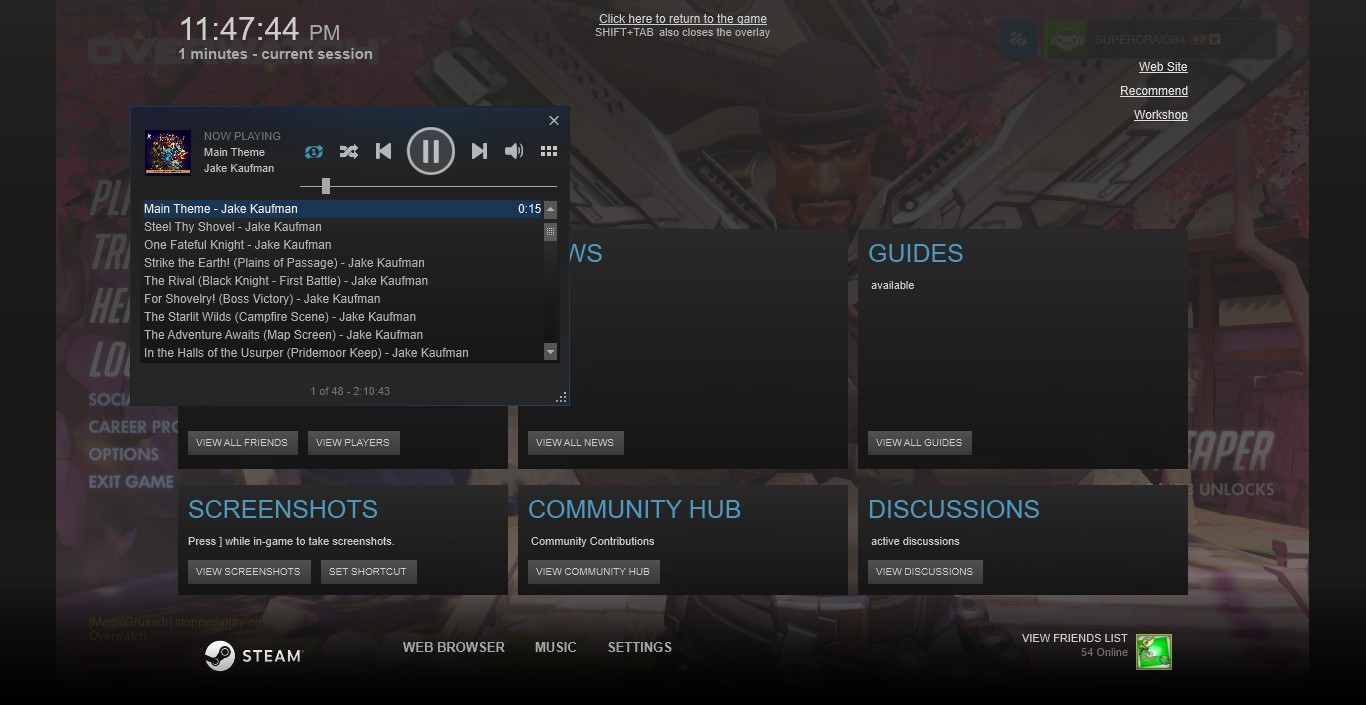 11:47:44 PM
1 minutes - current session
Click here to return to the game
SHIFT+TAB also closes the overlay
SUPERCRAIG64
Web Site
Recommend
Workshop
NOW PLAYING
Main Theme
Jake Kaufman
Main Theme - Jake Kaufman 0:15
Steel Thy Shovel - Jake Kaufman
One Fateful Knight - Jake Kaufman
Strike the Earth! (Plains of Passage) - Jake Kaufman
The Rival (Black Knight - First Battle) - Jake Kaufman
For Shovelry! (Boss Victory) - Jake Kaufman
The Starlit Wilds (Campfire Scene) - Jake Kaufman
The Adventure Awaits (Map Screen) - Jake Kaufman
In the Halls of the Usurper (Pridemoor Keep) - Jake Kaufman
1 of 48 - 2:10:43
WS
GUIDES
available
SOCIA
CAREER PRO
OPTIONS
EXIT GAME
VIEW ALL FRIENDS
VIEW PLAYERS
VIEW ALL NEWS
VIEW ALL GUIDES
EAPER
UNLOCKS
SCREENSHOTS
Press ] while in-game to take screenshots.
VIEW SCREENSHOTS
SET SHORTCUT
COMMUNITY HUB
Community Contributions
VIEW COMMUNITY HUB
DISCUSSIONS
active discussions
VIEW DISCUSSIONS
[MagicCrusadr] stopped playing
Overwatch.
STEAM
WEB BROWSER
MUSIC
SETTINGS
VIEW FRIENDS LIST
54 Online